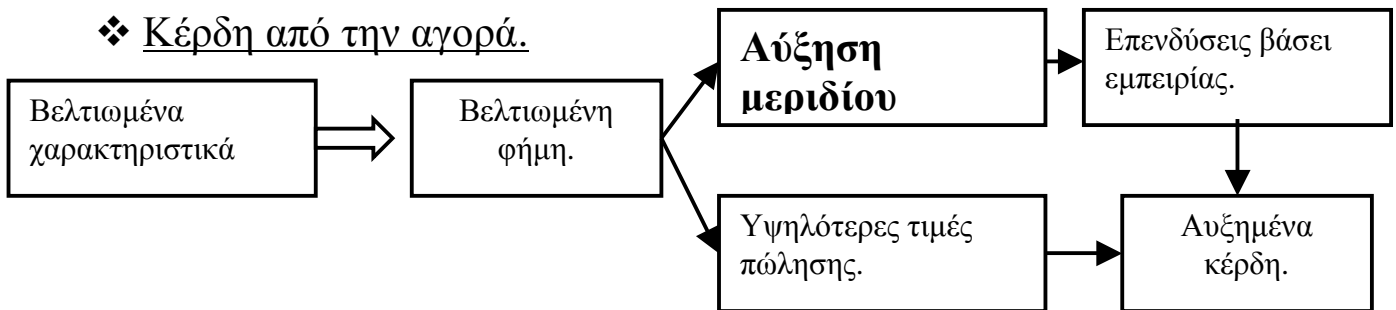 ❖ Κέρδη από την αγορά.
Βελτιωμένα
χαρακτηριστικά
Βελτιωμένη
φήμη.
Αύξηση
μεριδίου
Επενδύσεις βάσει
εμπειρίας.
Υψηλότερες τιμές
πώλησης.
Αυξημένα
κέρδη.